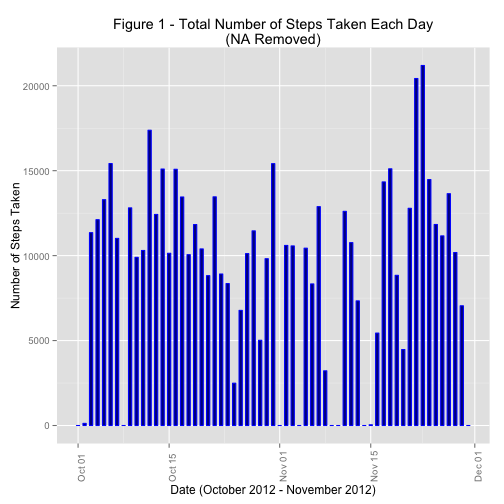 Figure 1 - Total Number of Steps Taken Each Day
(NA Removed)
Number of Steps Taken
20000
15000
10000
5000
0
Oct 01
Oct 15
Nov 01
Nov 15
Dec 01
Date (October 2012 - November 2012)